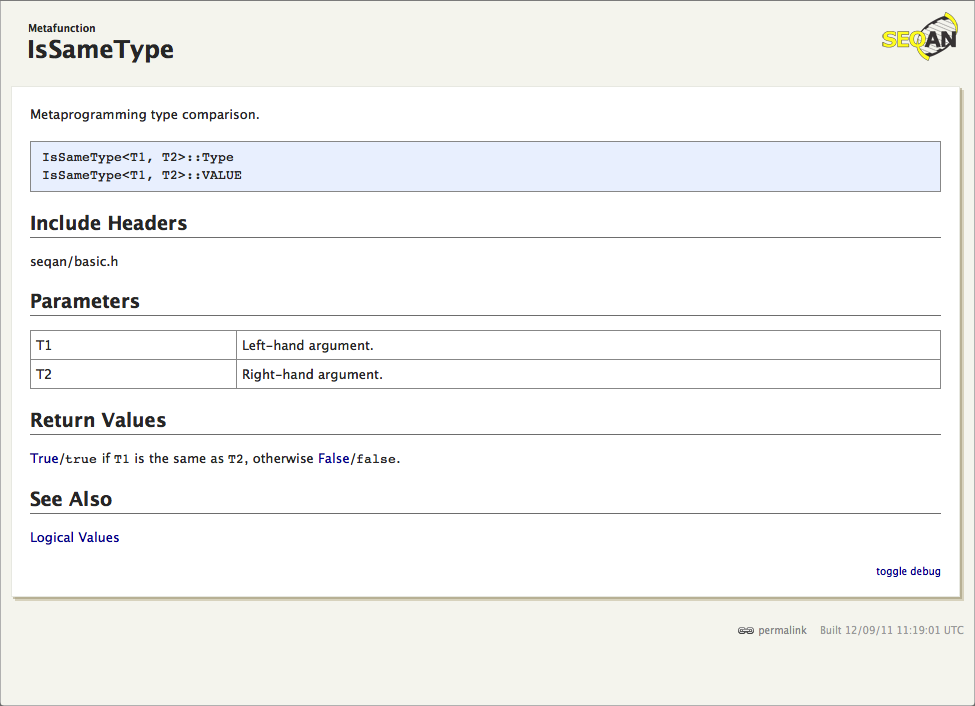 Metafunction
IsSameType
SEQAN
Metaprogramming type comparison.
IsSameType<T1, T2>::Type
IsSameType<T1, T2>::VALUE
Include Headers
seqan/basic.h
Parameters
T1 Left-hand argument.
T2 Right-hand argument.
Return Values
True/true if T1 is the same as T2, otherwise False/false.
See Also
Logical Values
toggle debug
permalink Built 12/09/11 11:19:01 UTC